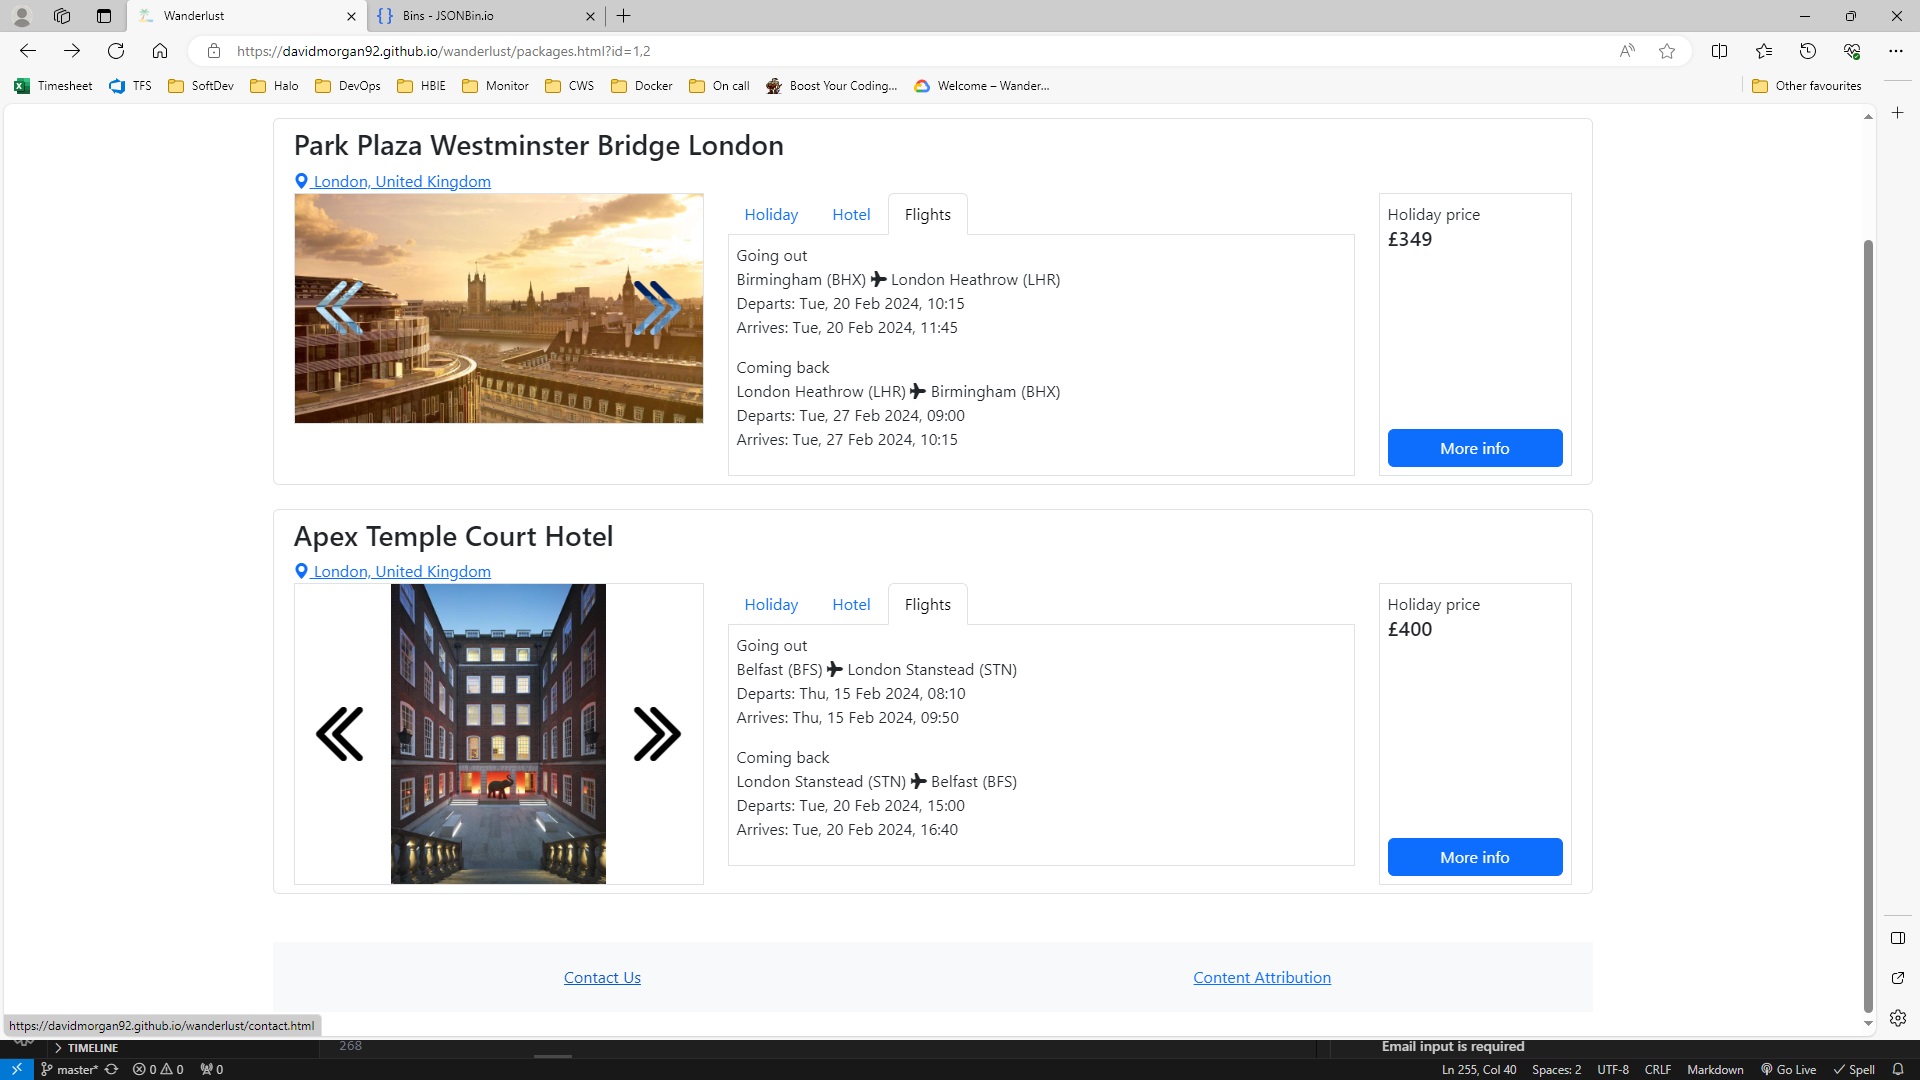 Wanderlust
Bins - JSONBin.io
https://davidmorgan92.github.io/wanderlust/packages.html?id=1,2
Timesheet
TFS
SoftDev
Halo
DevOps
HBIE
Monitor
CWS
Docker
On call
Boost Your Coding...
Welcome – Wander...
Other favourites
Park Plaza Westminster Bridge London
London, United Kingdom
Holiday
Hotel
Flights
Going out
Birmingham (BHX) London Heathrow (LHR)
Departs: Tue, 20 Feb 2024, 10:15
Arrives: Tue, 20 Feb 2024, 11:45
Coming back
London Heathrow (LHR) Birmingham (BHX)
Departs: Tue, 27 Feb 2024, 09:00
Arrives: Tue, 27 Feb 2024, 10:15
Holiday price
£349
More info
Apex Temple Court Hotel
London, United Kingdom
Holiday
Hotel
Flights
Going out
Belfast (BFS) London Stanstead (STN)
Departs: Thu, 15 Feb 2024, 08:10
Arrives: Thu, 15 Feb 2024, 09:50
Coming back
London Stanstead (STN) Belfast (BFS)
Departs: Tue, 20 Feb 2024, 15:00
Arrives: Tue, 20 Feb 2024, 16:40
Holiday price
£400
More info
Contact Us
Content Attribution
https://davidmorgan92.github.io/wanderlust/contact.html
TIMELINE
268
Email input is required
master*
0
0
0
Ln 255, Col 40
Spaces: 2
UTF-8
CRLF
Markdown
Go Live
Spell